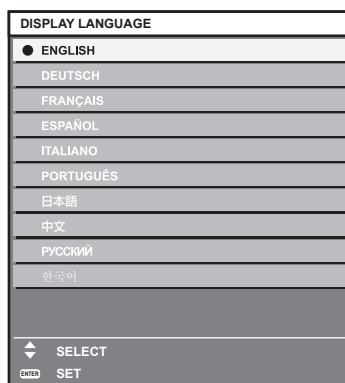 DISPLAY LANGUAGE
ENGLISH
DEUTSCH
FRANÇAIS
ESPAÑOL
ITALIANO
PORTUGUÊS
日本語
中文
РУССКИЙ
한국어
SELECT
ENTER SET